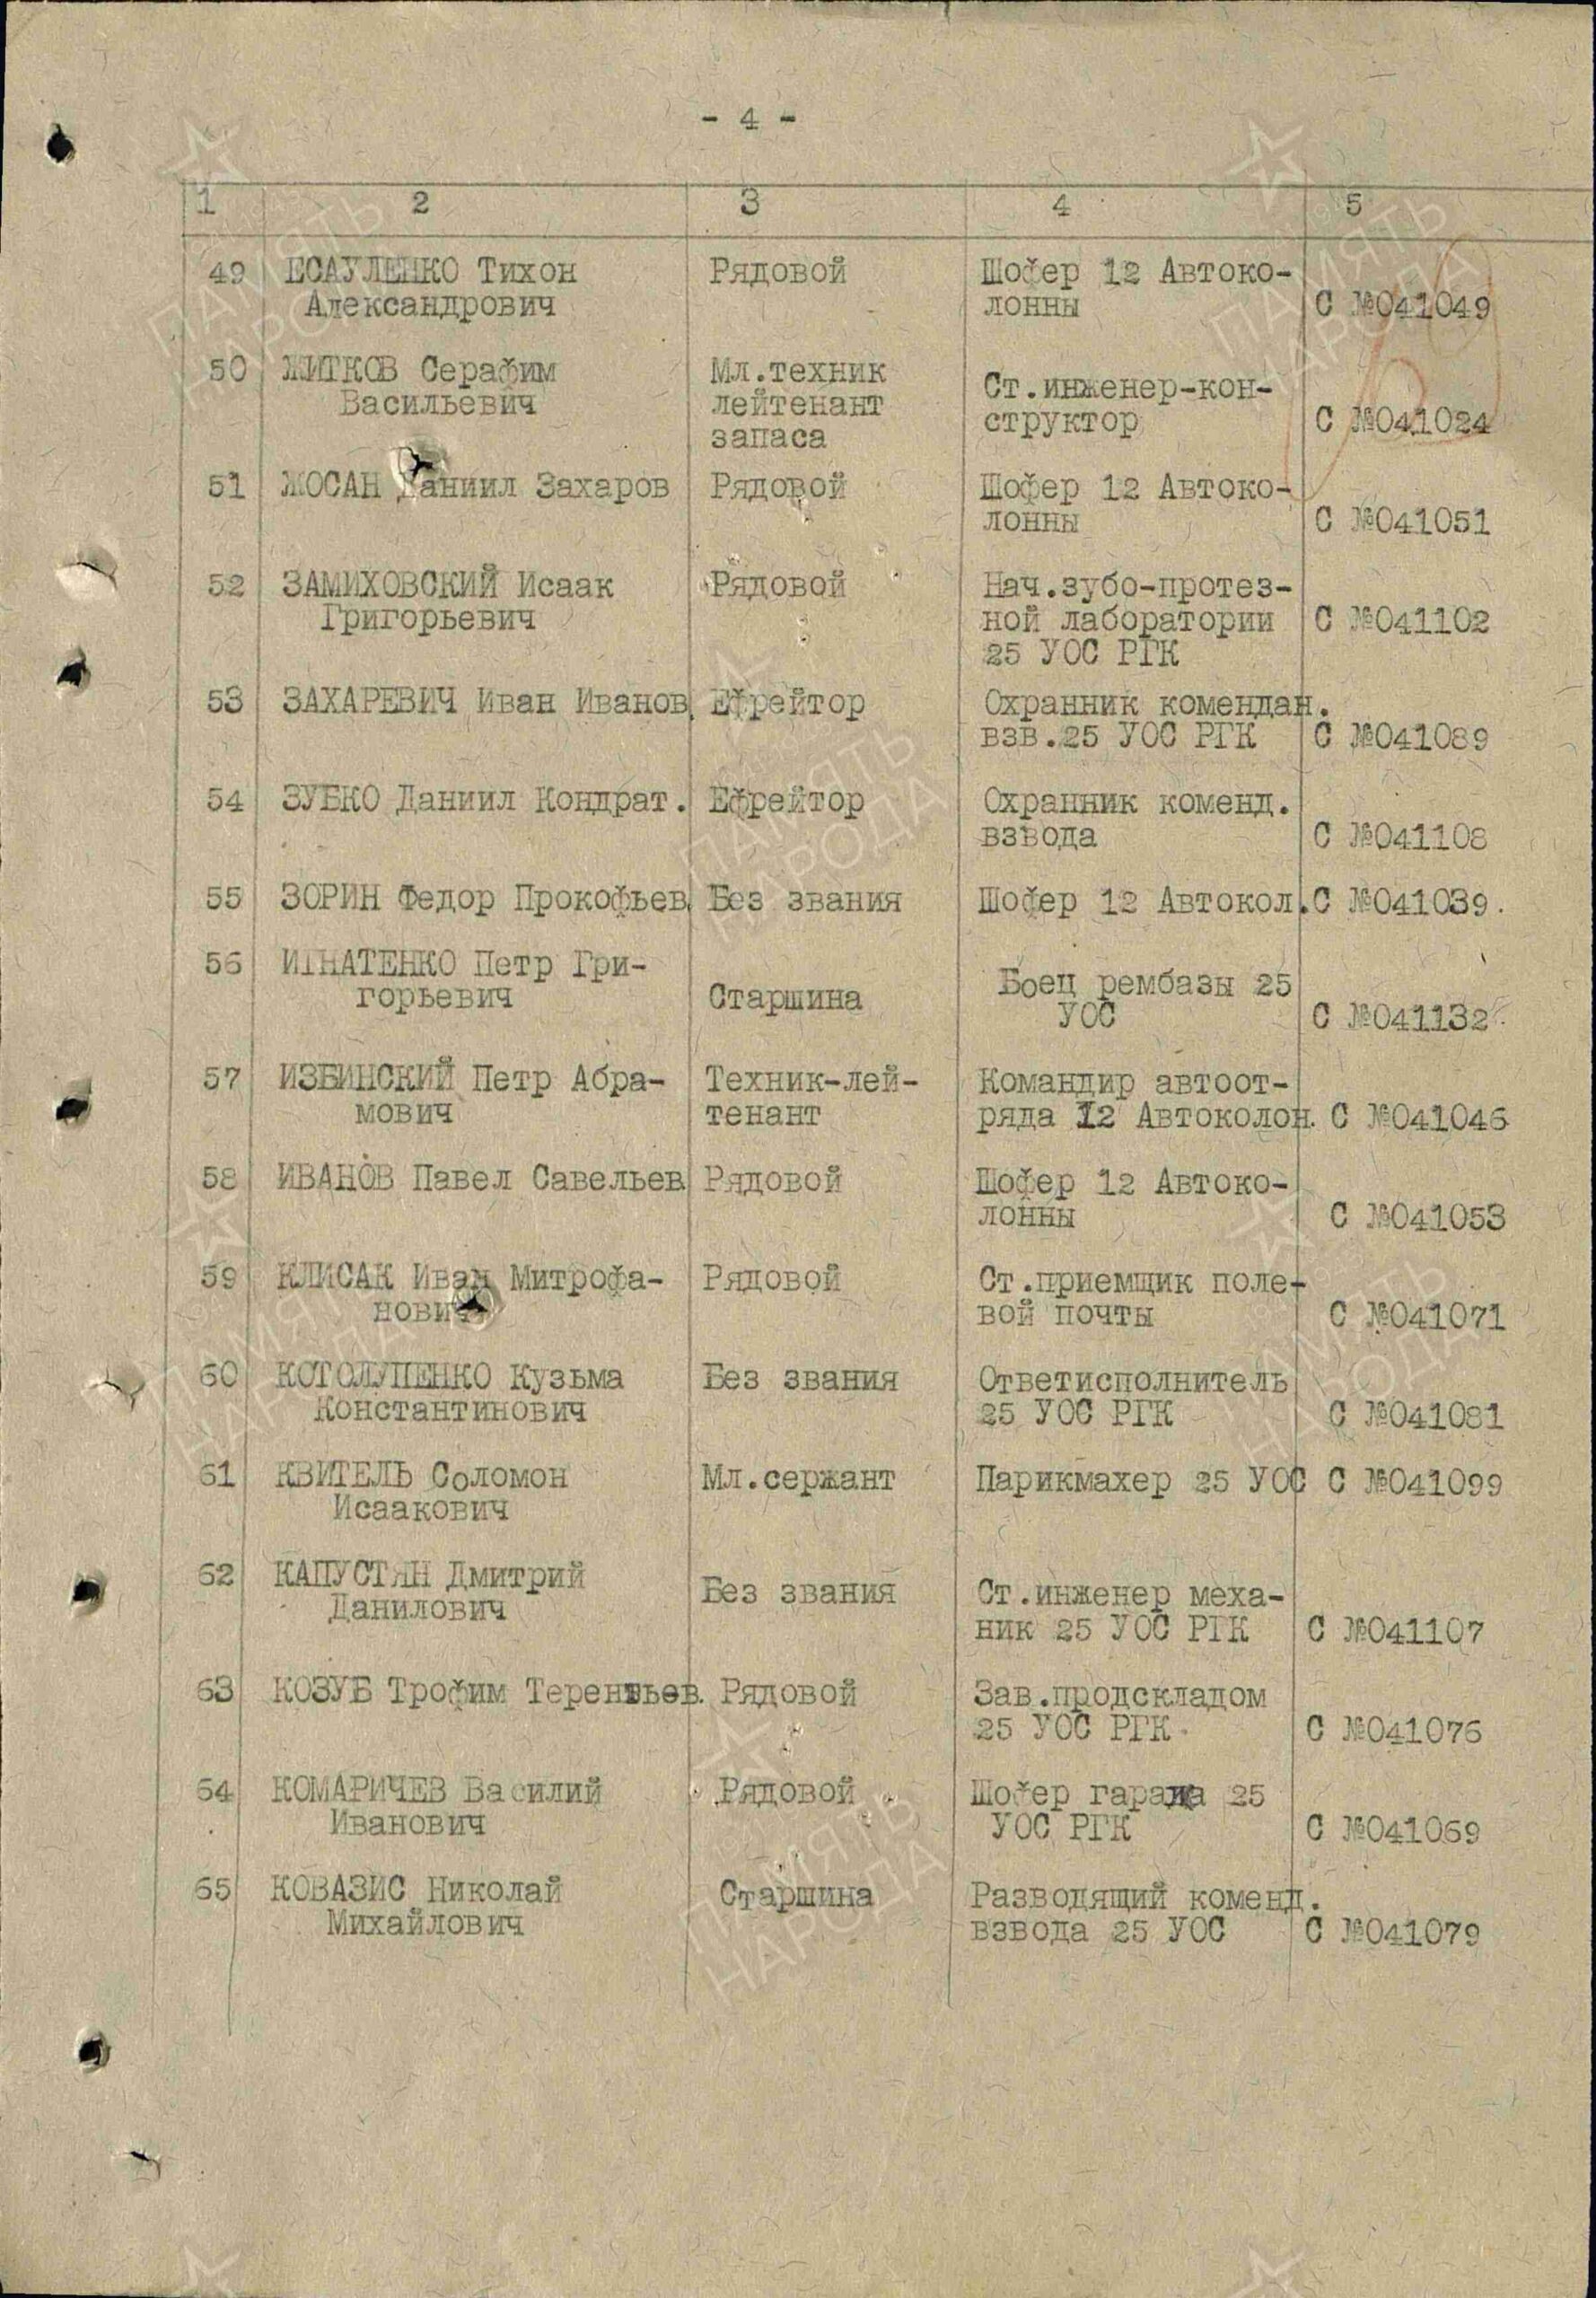 - 4 -
1 2 3 4 5
49 ЕСАУЛЕНКО Тихон Рядовой Шофер 12 Автоко-
Александрович лонны С №041049
50 ЖИТКОВ Серафим Мл.техник
Васильевич лейтенант Ст.инженер-кон-
запаса структор С №041024
51 ЖОСАН Даниил Захаров Рядовой Шофер 12 Автоко-
лонны С №041051
52 ЗАМИХОВСКИЙ Исаак Рядовой Нач.зубо-протез-
Григорьевич ной лаборатории С №041102
25 УОС РГК
53 ЗАХАРЕВИЧ Иван Иванов. Ефрейтор Охранник комендан.
взв.25 УОС РГК С №041089
54 ЗУБКО Даниил Кондрат. Ефрейтор Охранник коменд.
взвода С №041108
55 ЗОРИН Федор Прокофьев. Без звания Шофер 12 Автокол. С №041039.
56 ИГНАТЕНКО Петр Гри-
горьевич Старшина Боец рембазы 25
УОС С №041132
57 ИЗБИНСКИЙ Петр Абра- Техник-лей- Командир автоот-
мович тенант ряда 12 Автоколон. С №041046
58 ИВАНОВ Павел Савельев Рядовой Шофер 12 Автоко-
лонны С №041053
59 КЛИСАК Иван Митрофа- Рядовой Ст.приемщик поле-
нович вой почты С №041071
60 КОТОЛУПЕНКО Кузьма Без звания Ответисполнитель
Константинович 25 УОС РГК С №041081
61 КВИТЕЛЬ Соломон Мл.сержант Парикмахер 25 УОС С №041099
Исаакович
62 КАПУСТЯН Дмитрий
Данилович Без звания Ст.инженер меха-
ник 25 УОС РГК С №041107
63 КОЗУБ Трофим Терентьев. Рядовой Зав.продскладом
25 УОС РГК С №041076
64 КОМАРИЧЕВ Василий Рядовой Шофер гаража 25
Иванович УОС РГК С №041069
65 КОВАЗИС Николай Старшина Разводящий коменд.
Михайлович взвода 25 УОС С №041079
ПАМЯТЬ НАРОДА